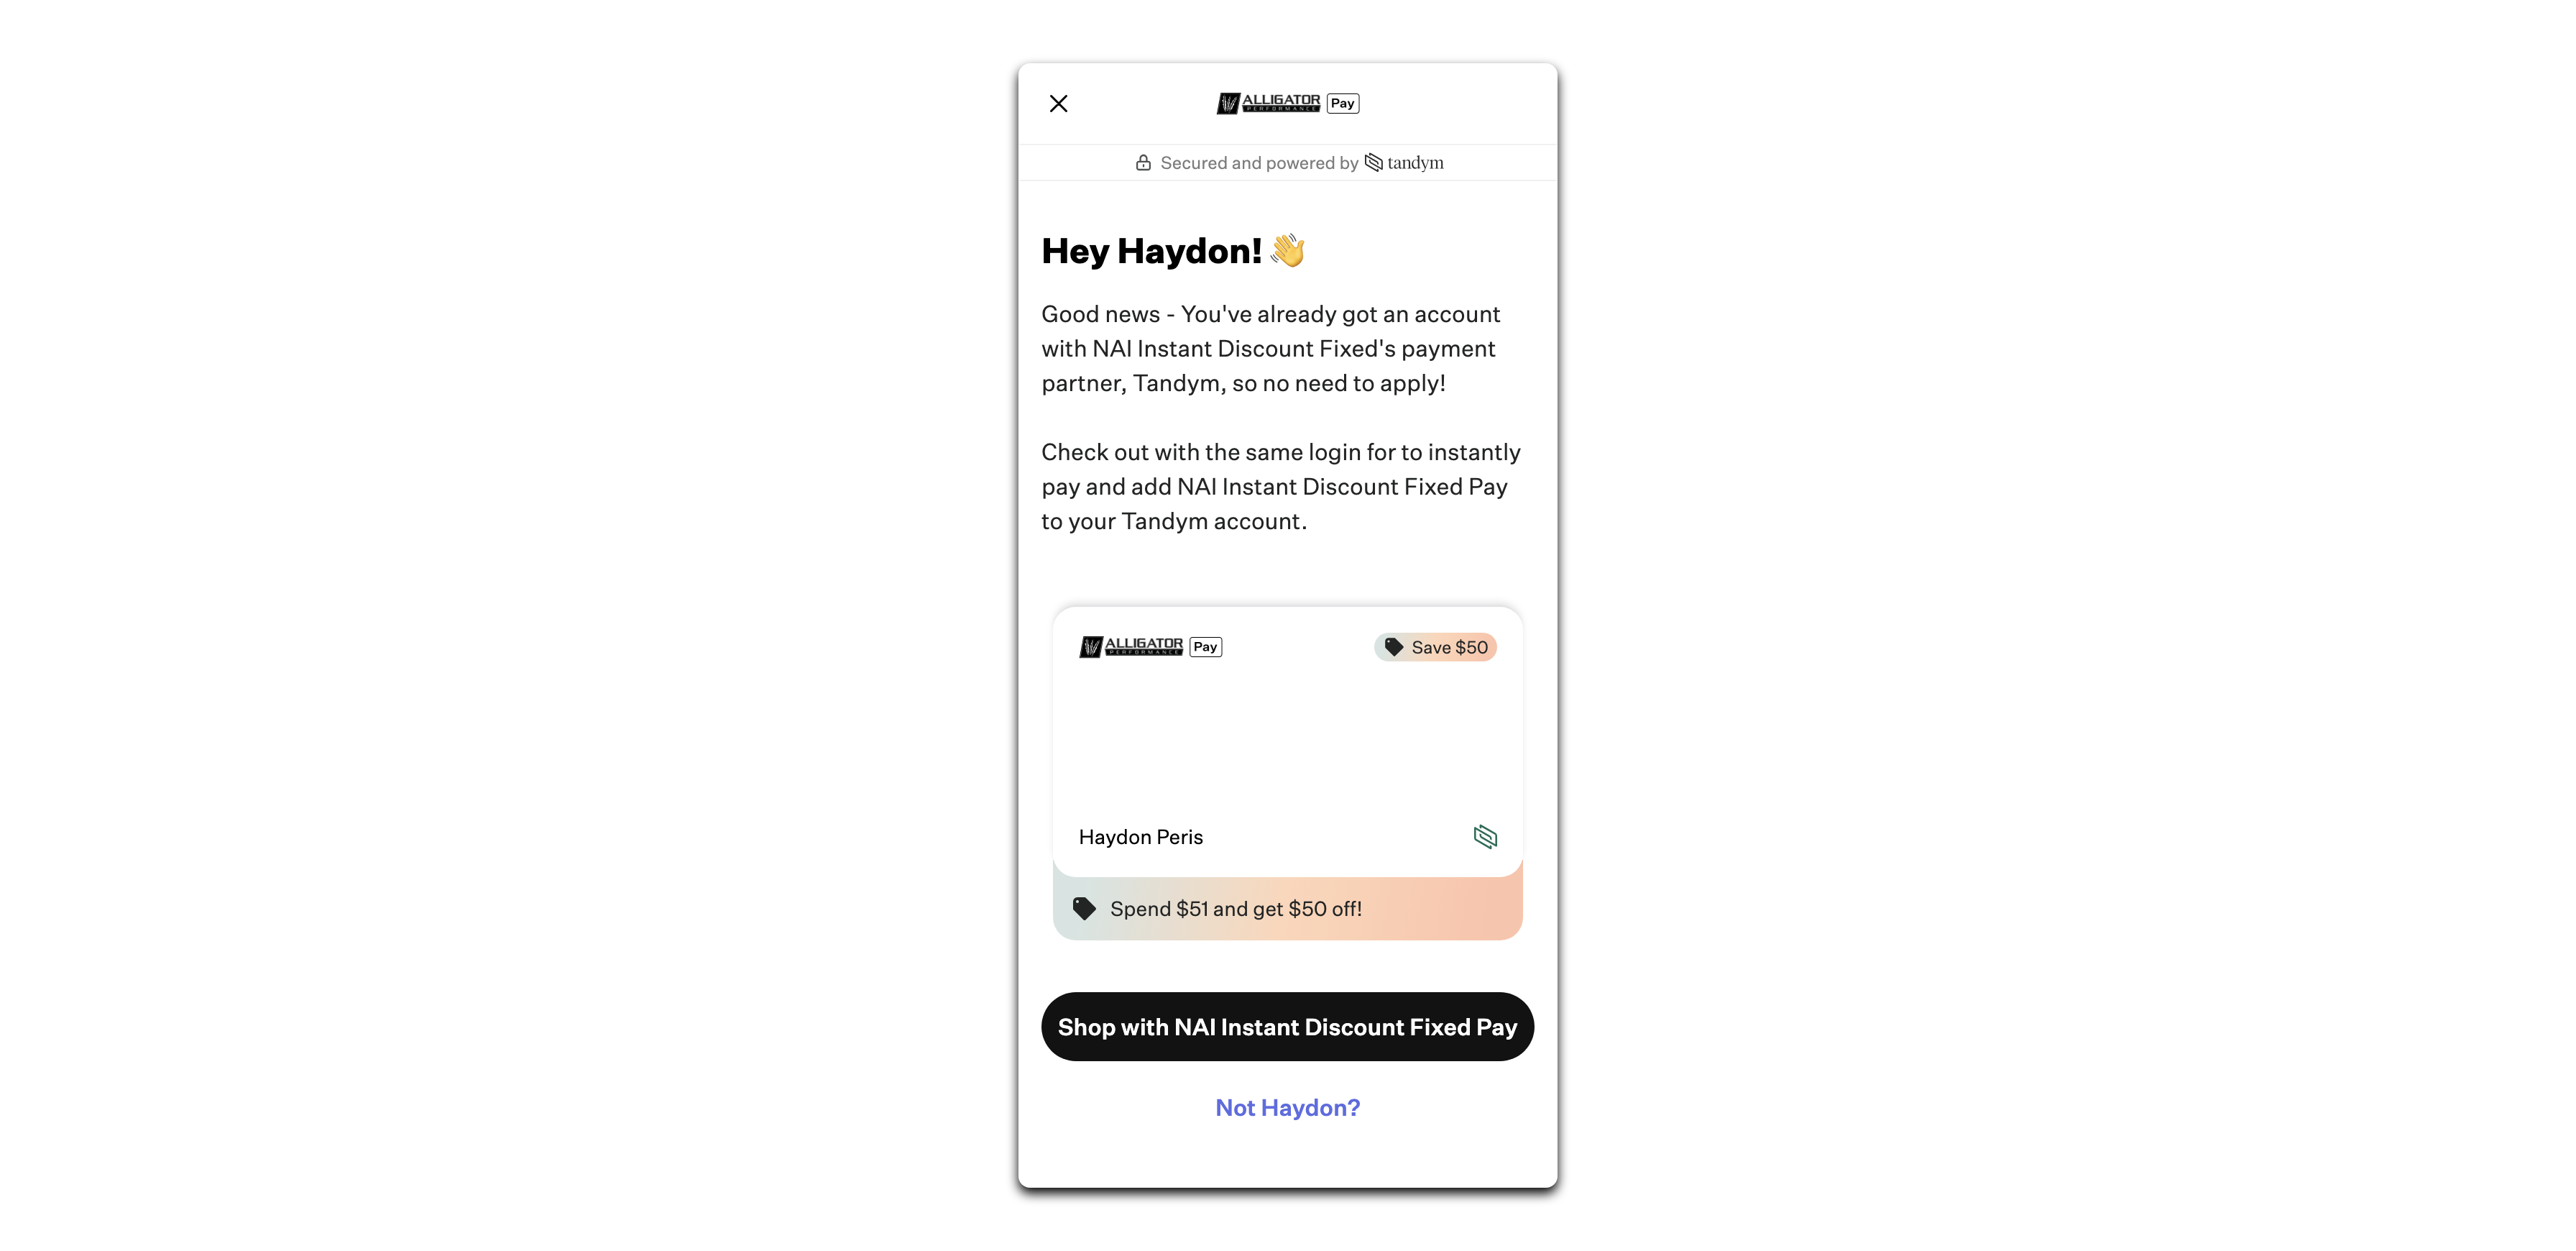 ALLIGATOR
PERFORMANCE
Pay
Secured and powered by tandym
Hey Haydon!
Good news - You've already got an account
with NAI Instant Discount Fixed's payment
partner, Tandym, so no need to apply!
Check out with the same login for to instantly
pay and add NAI Instant Discount Fixed Pay
to your Tandym account.
ALLIGATOR
PERFORMANCE
Pay
Save $50
Haydon Peris
Spend $51 and get $50 off!
Shop with NAI Instant Discount Fixed Pay
Not Haydon?